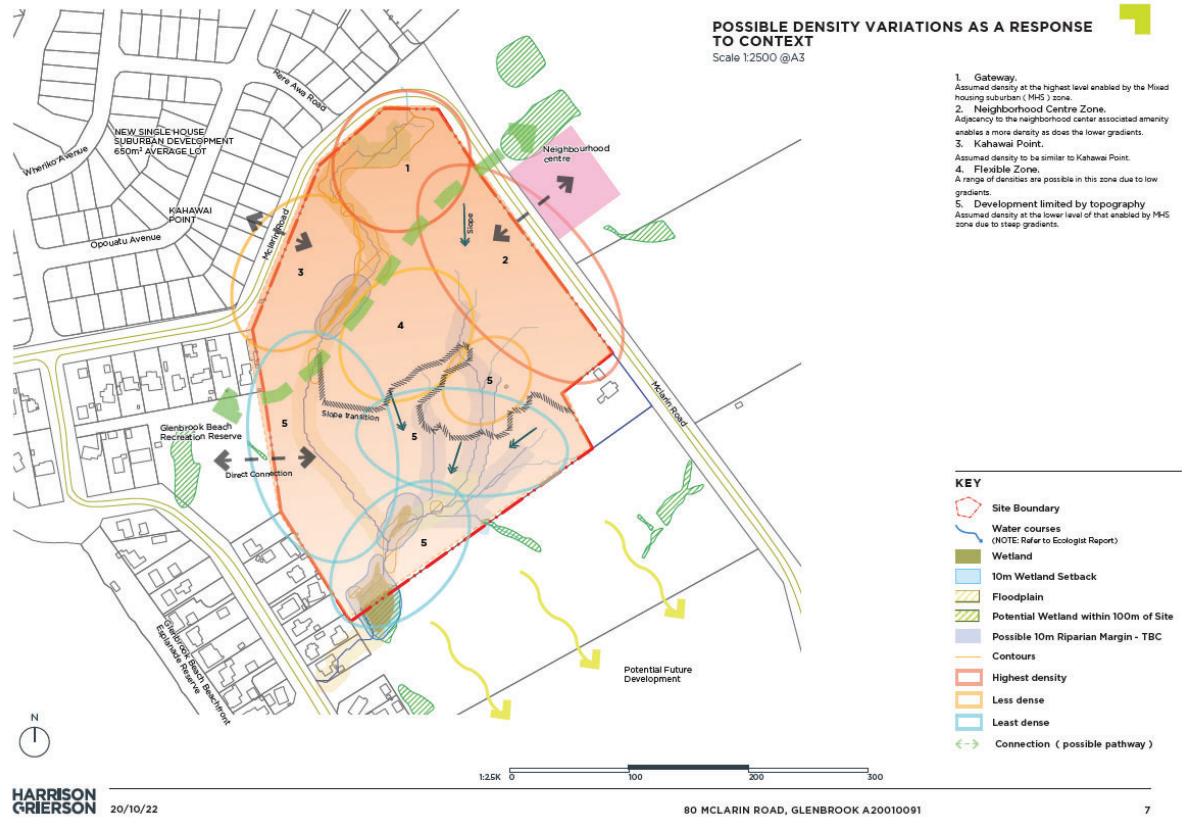 POSSIBLE DENSITY VARIATIONS AS A RESPONSE
TO CONTEXT
Scale 1:2500 @A3
1. Gateway.
Assumed density at the highest level enabled by the Mixed
housing suburban ( MHS ) zone.
2. Neighborhood Centre Zone.
Adjacency to the neighborhood center associated amenity
enables a more density as does the lower gradients.
3. Kahawai Point.
Assumed density to be similar to Kahawai Point.
4. Flexible Zone.
A range of densities are possible in this zone due to low
gradients.
5. Development limited by topography
Assumed density at the lower level of that enabled by MHS
zone due to steep gradients.
Rere Awa Road
NEW SINGLE HOUSE
SUBURBAN DEVELOPMENT
650m² AVERAGE LOT
Wheriko Avenue
KAHAWAI
POINT
Opouatu Avenue
Mclarin Road
Neighbourhood
centre
1
Slope
2
3
4
5
Slope transition
5
5
Glenbrook Beach
Recreation Reserve
Direct Connection
5
Mclarin Road
Glenbrook Beach Beachfront
Esplanade Reserve
Potential Future
Development
KEY
Site Boundary
Water courses
(NOTE: Refer to Ecologist Report)
Wetland
10m Wetland Setback
Floodplain
Potential Wetland within 100m of Site
Possible 10m Riparian Margin - TBC
Contours
Highest density
Less dense
Least dense
Connection ( possible pathway )
N
1:2.5K 0 100 200 300
HARRISON
GRIERSON
20/10/22
80 MCLARIN ROAD, GLENBROOK A20010091
7